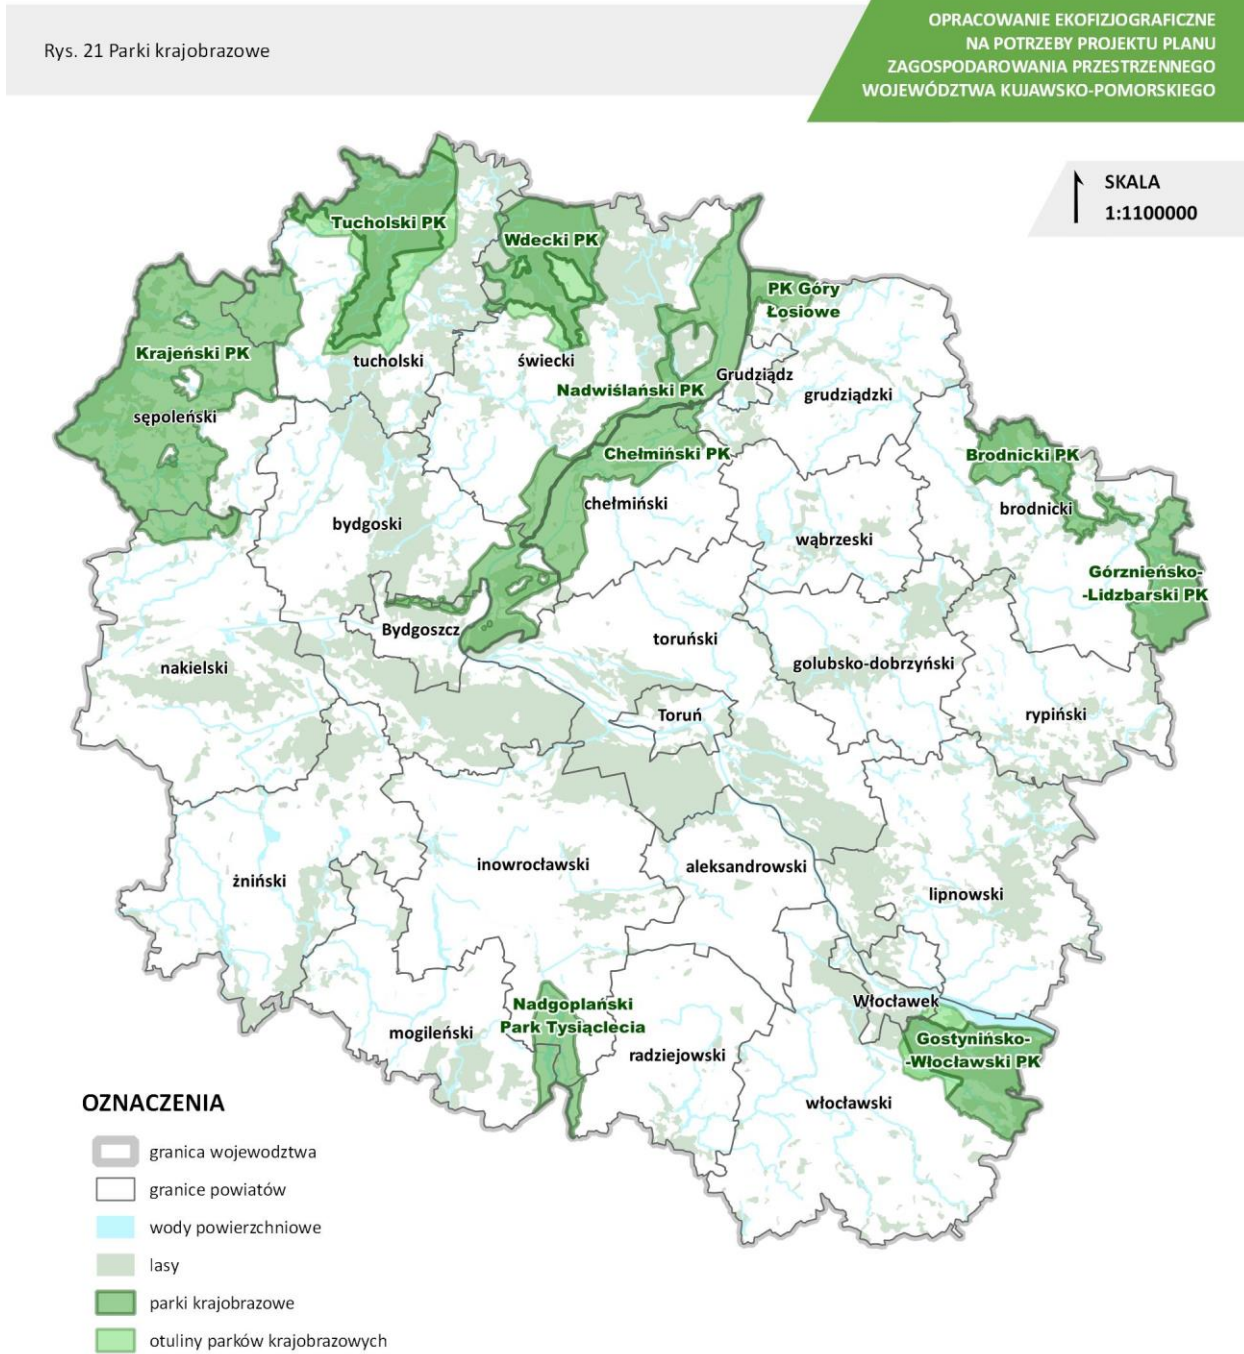 Rys. 21 Parki krajobrazowe
OPRACOWANIE EKOFIZJOGRAFICZNE
NA POTRZEBY PROJEKTU PLANU
ZAGOSPODAROWANIA PRZESTRZENNEGO
WOJEWÓDZTWA KUJAWSKO-POMORSKIEGO
SKALA
1:1100000
Tucholski PK
Wdecki PK
PK Góry
Łosiowe
Krajeński PK
tucholski
świecki
Grudziądz
Nadwiślański PK
grudziądzki
sępoleński
Chełmiński PK
Brodnicki PK
chełmiński
brodnicki
bydgoski
wąbrzeski
Górznieńsko-
-Lidzbarski PK
Bydgoszcz
toruński
nakielski
golubsko-dobrzyński
Toruń
rypiński
inowrocławski
aleksandrowski
żniński
lipnowski
Włocławek
Nadgoplański
Park Tysiąclecia
mogileński
radziejowski
Gostynińsko-
-Włocławski PK
włocławski
OZNACZENIA
granica wojewodztwa
granice powiatów
wody powierzchniowe
lasy
parki krajobrazowe
otuliny parków krajobrazowych